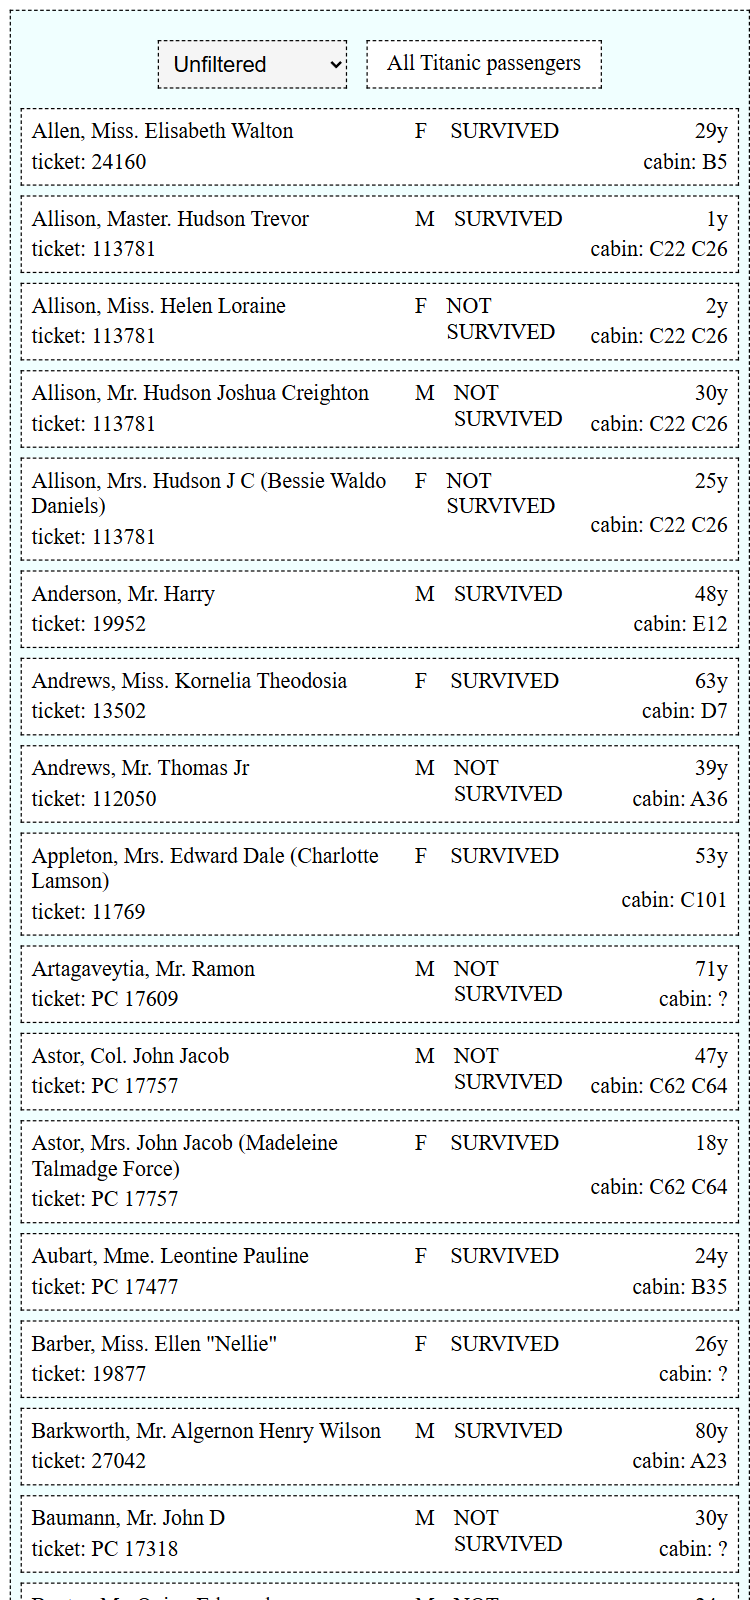 Unfiltered
All Titanic passengers
Allen, Miss. Elisabeth Walton F SURVIVED 29y
ticket: 24160 cabin: B5
Allison, Master. Hudson Trevor M SURVIVED 1y
ticket: 113781 cabin: C22 C26
Allison, Miss. Helen Loraine F NOT 2y
SURVIVED
ticket: 113781 cabin: C22 C26
Allison, Mr. Hudson Joshua Creighton M NOT 30y
SURVIVED
ticket: 113781 cabin: C22 C26
Allison, Mrs. Hudson J C (Bessie Waldo F NOT 25y
Daniels) SURVIVED
ticket: 113781 cabin: C22 C26
Anderson, Mr. Harry M SURVIVED 48y
ticket: 19952 cabin: E12
Andrews, Miss. Kornelia Theodosia F SURVIVED 63y
ticket: 13502 cabin: D7
Andrews, Mr. Thomas Jr M NOT 39y
SURVIVED
ticket: 112050 cabin: A36
Appleton, Mrs. Edward Dale (Charlotte F SURVIVED 53y
Lamson)
ticket: 11769 cabin: C101
Artagaveytia, Mr. Ramon M NOT 71y
SURVIVED
ticket: PC 17609 cabin: ?
Astor, Col. John Jacob M NOT 47y
SURVIVED
ticket: PC 17757 cabin: C62 C64
Astor, Mrs. John Jacob (Madeleine F SURVIVED 18y
Talmadge Force)
ticket: PC 17757 cabin: C62 C64
Aubart, Mme. Leontine Pauline F SURVIVED 24y
ticket: PC 17477 cabin: B35
Barber, Miss. Ellen "Nellie" F SURVIVED 26y
ticket: 19877 cabin: ?
Barkworth, Mr. Algernon Henry Wilson M SURVIVED 80y
ticket: 27042 cabin: A23
Baumann, Mr. John D M NOT 30y
SURVIVED
ticket: PC 17318 cabin: ?